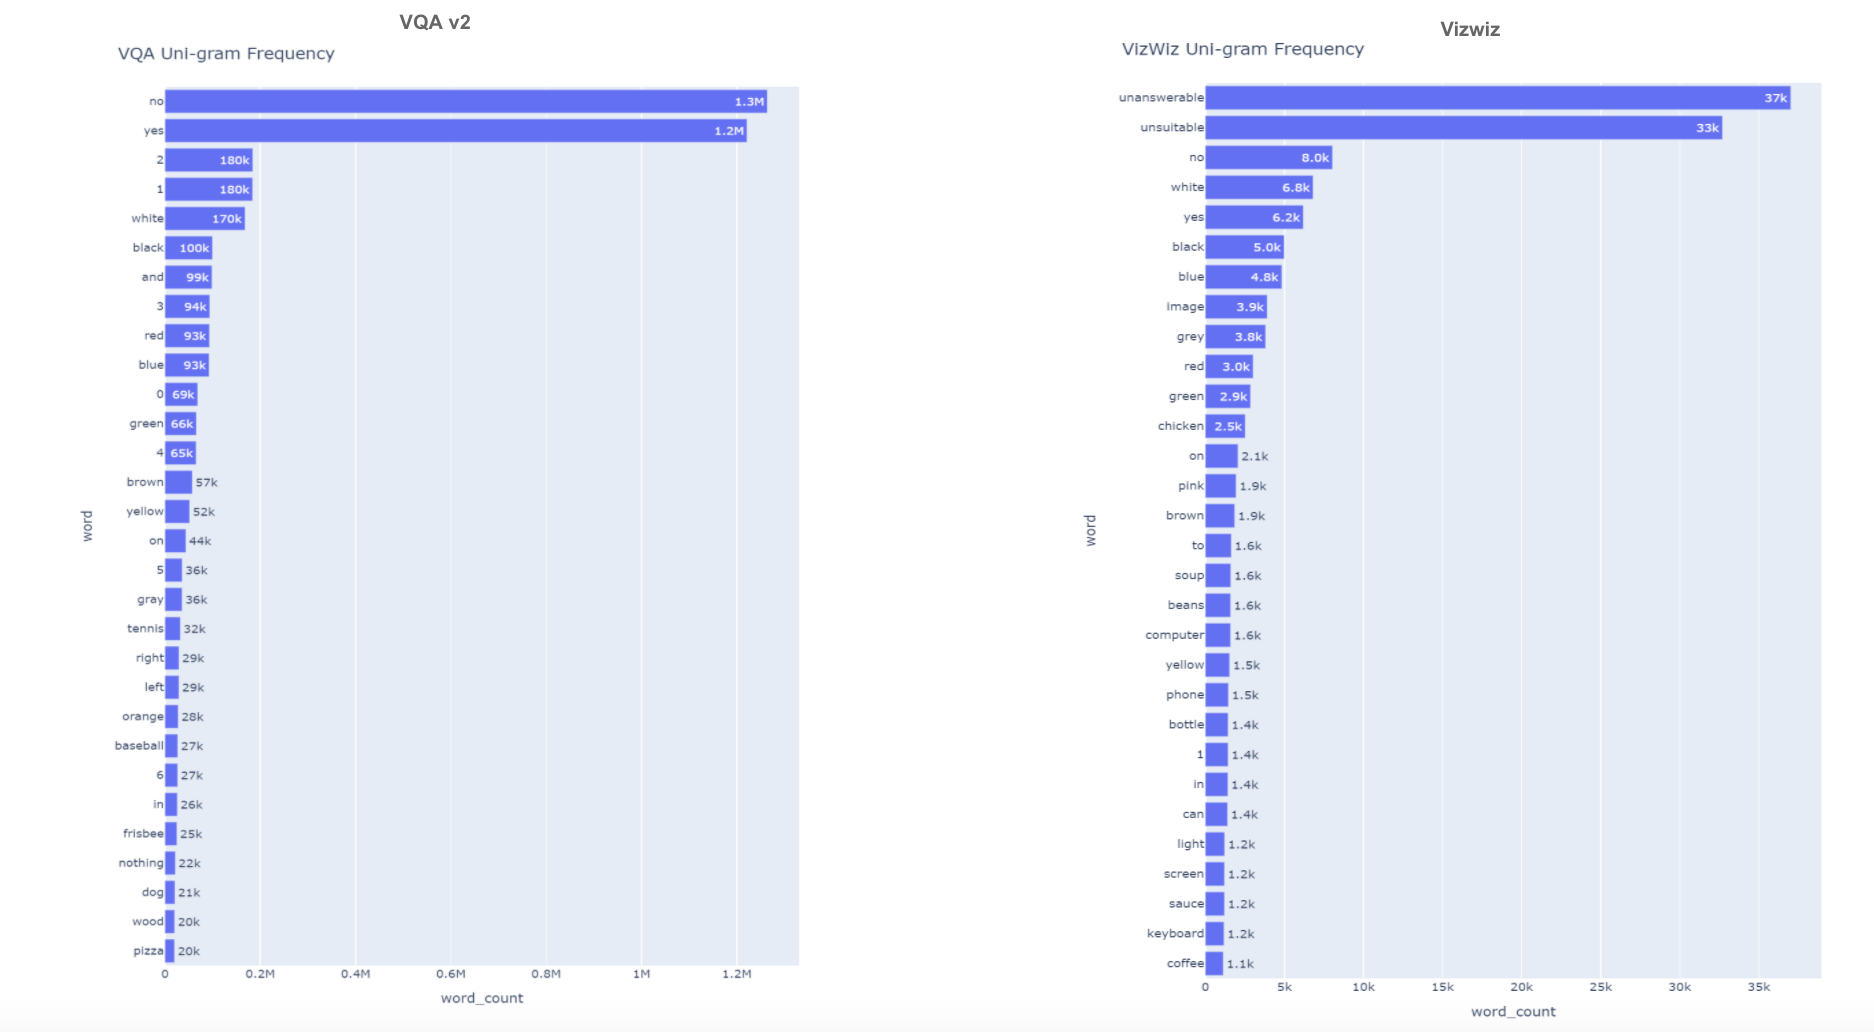 VQA v2
VQA Uni-gram Frequency
no 1.3M
yes 1.2M
2 180k
1 180k
white 170k
black 100k
and 99k
3 94k
red 93k
blue 93k
0 69k
green 66k
4 65k
brown 57k
yellow 52k
on 44k
5 36k
gray 36k
tennis 32k
right 29k
left 29k
orange 28k
baseball 27k
6 27k
in 26k
frisbee 25k
nothing 22k
dog 21k
wood 20k
pizza 20k
word
0 0.2M 0.4M 0.6M 0.8M 1M 1.2M
word_count
Vizwiz
VizWiz Uni-gram Frequency
unanswerable 37k
unsuitable 33k
no 8.0k
white 6.8k
yes 6.2k
black 5.0k
blue 4.8k
image 3.9k
grey 3.8k
red 3.0k
green 2.9k
chicken 2.5k
on 2.1k
pink 1.9k
brown 1.9k
to 1.6k
soup 1.6k
beans 1.6k
computer 1.6k
yellow 1.5k
phone 1.5k
bottle 1.4k
1 1.4k
in 1.4k
can 1.4k
light 1.2k
screen 1.2k
sauce 1.2k
keyboard 1.2k
coffee 1.1k
word
0 5k 10k 15k 20k 25k 30k 35k
word_count